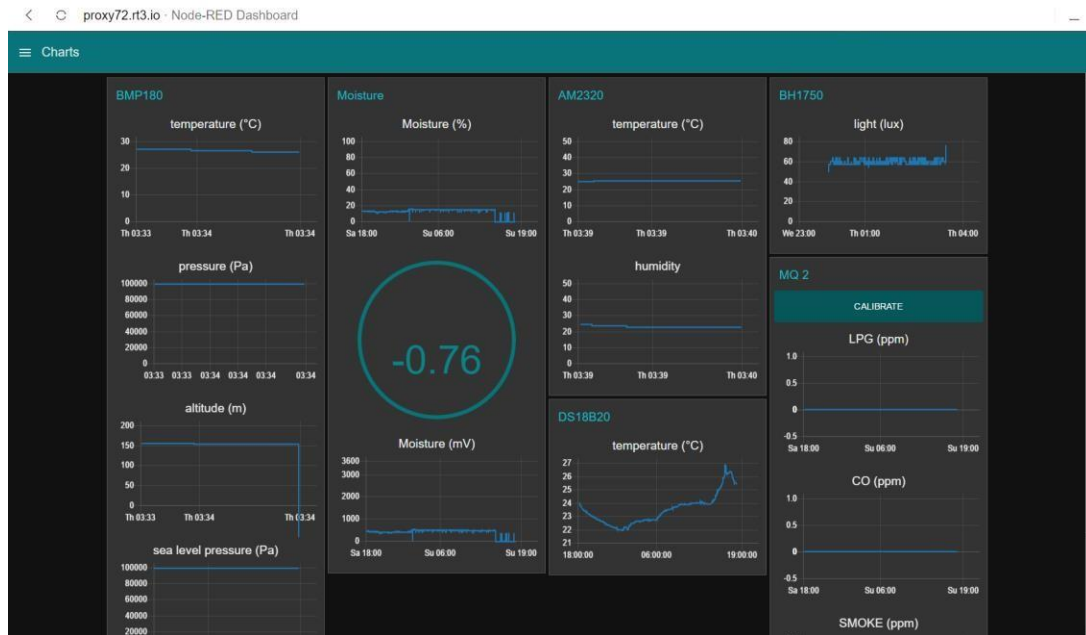 proxy72.rt3.io · Node-RED Dashboard
Charts
BMP180
temperature (°C)
30
20
10
0
Th 03:33 Th 03:34 Th 03:34
pressure (Pa)
100000
80000
60000
40000
20000
0
03:33 03:33 03:34 03:34 03:34 03:34
altitude (m)
200
150
100
50
0
Th 03:33 Th 03:34 Th 03:34
sea level pressure (Pa)
100000
80000
60000
40000
20000
Moisture
Moisture (%)
100
80
60
40
20
0
Sa 18:00 Su 06:00 Su 19:00
-0.76
Moisture (mV)
3600
3000
2000
1000
0
Sa 18:00 Su 06:00 Su 19:00
AM2320
temperature (°C)
50
40
30
20
10
0
Th 03:39 Th 03:39 Th 03:40
humidity
50
40
30
20
10
0
Th 03:39 Th 03:39 Th 03:40
DS18B20
temperature (°C)
27
26
25
24
23
22
21
18:00:00 06:00:00 19:00:00
BH1750
light (lux)
80
60
40
20
0
We 23:00 Th 01:00 Th 04:00
MQ 2
CALIBRATE
LPG (ppm)
1.0
0.5
0
-0.5
Sa 18:00 Su 06:00 Su 19:00
CO (ppm)
1.0
0.5
0
-0.5
Sa 18:00 Su 06:00 Su 19:00
SMOKE (ppm)